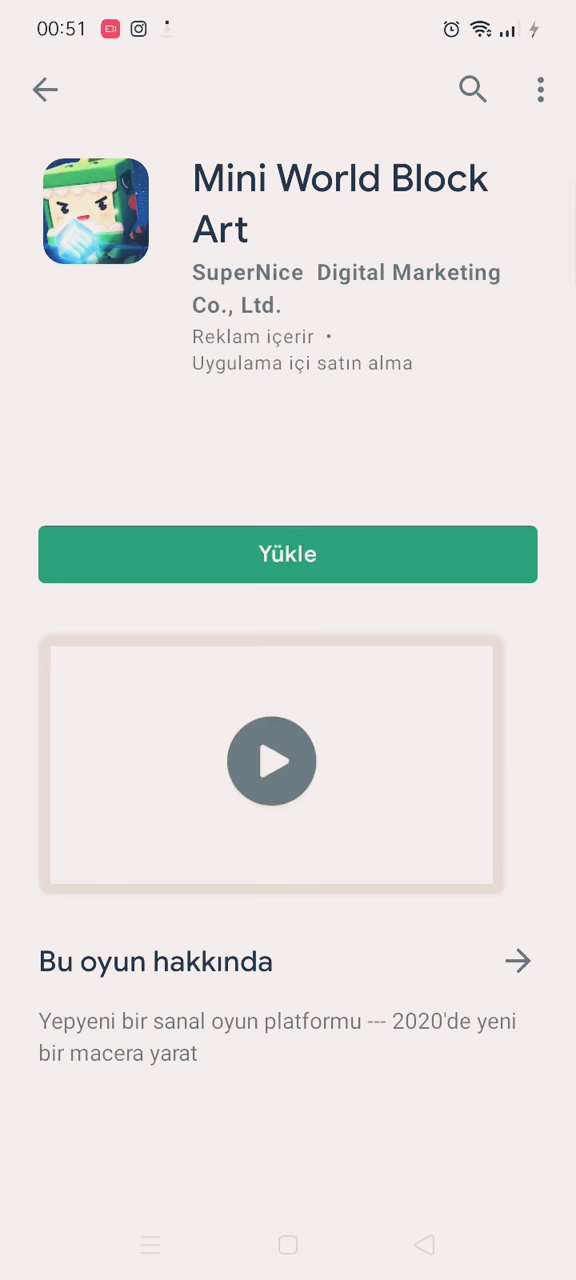 00:51
Mini World Block
Art
SuperNice  Digital Marketing
Co., Ltd.
Reklam içerir •
Uygulama içi satın alma
Yükle
Bu oyun hakkında
Yepyeni bir sanal oyun platformu --- 2020'de yeni
bir macera yarat